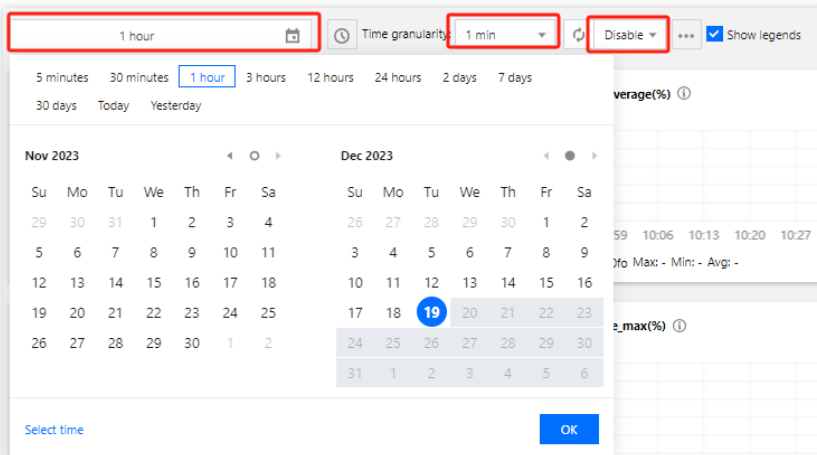 1 hour
Time granularity:
1 min
Disable
Show legends
5 minutes 30 minutes 1 hour 3 hours 12 hours 24 hours 2 days 7 days
30 days Today Yesterday
Nov 2023
Su Mo Tu We Th Fr Sa
29 30 31 1 2 3 4
5 6 7 8 9 10 11
12 13 14 15 16 17 18
19 20 21 22 23 24 25
26 27 28 29 30 1 2
Dec 2023
Su Mo Tu We Th Fr Sa
26 27 28 29 30 1 2
3 4 5 6 7 8 9
10 11 12 13 14 15 16
17 18 19 20 21 22 23
24 25 26 27 28 29 30
31 1 2 3 4 5 6
Select time
OK
verage(%)
59 10:06 10:13 10:20 10:27
0fo Max: - Min: - Avg: -
e_max(%)